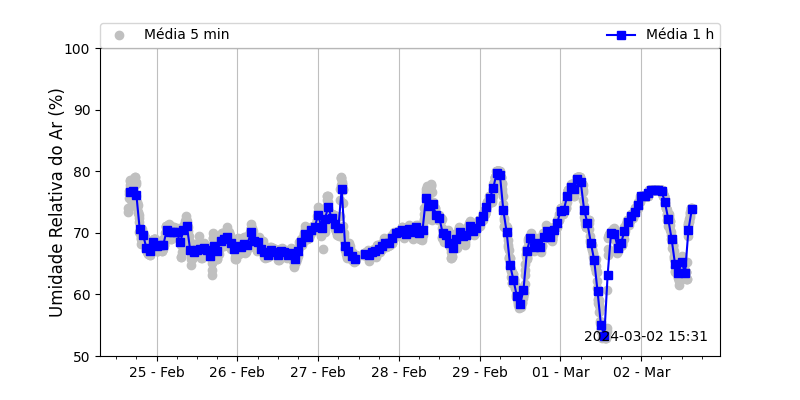 Média 5 min
Média 1 h
Umidade Relativa do Ar (%)
100
90
80
70
60
50
2024-03-02 15:31
25 - Feb
26 - Feb
27 - Feb
28 - Feb
29 - Feb
01 - Mar
02 - Mar